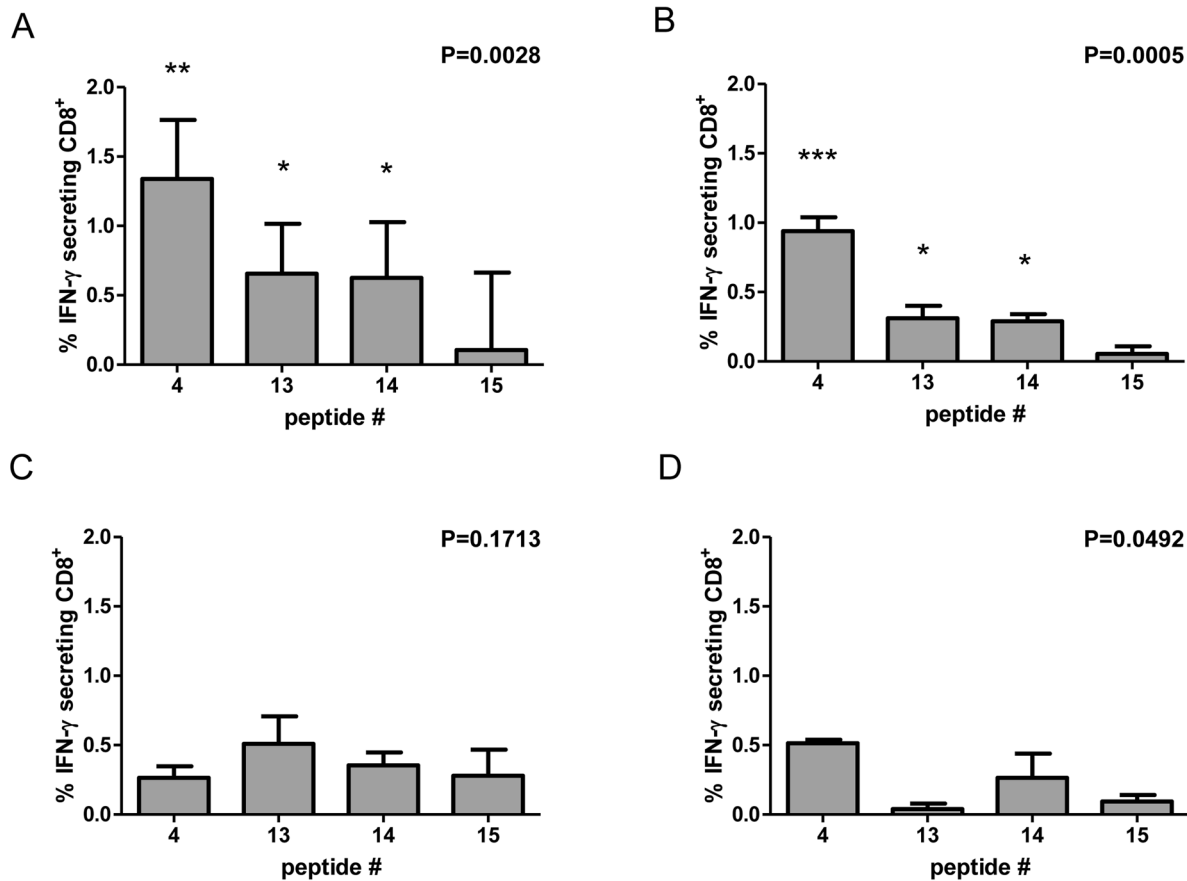 A
P=0.0028
**
*
*
2.0
1.5
1.0
0.5
0.0
% IFN-γ secreting CD8⁺
4 13 14 15
peptide #
B
P=0.0005
***
*
*
2.0
1.5
1.0
0.5
0.0
% IFN-γ secreting CD8⁺
4 13 14 15
peptide #
C
P=0.1713
2.0
1.5
1.0
0.5
0.0
% IFN-γ secreting CD8⁺
4 13 14 15
peptide #
D
P=0.0492
2.0
1.5
1.0
0.5
0.0
% IFN-γ secreting CD8⁺
4 13 14 15
peptide #